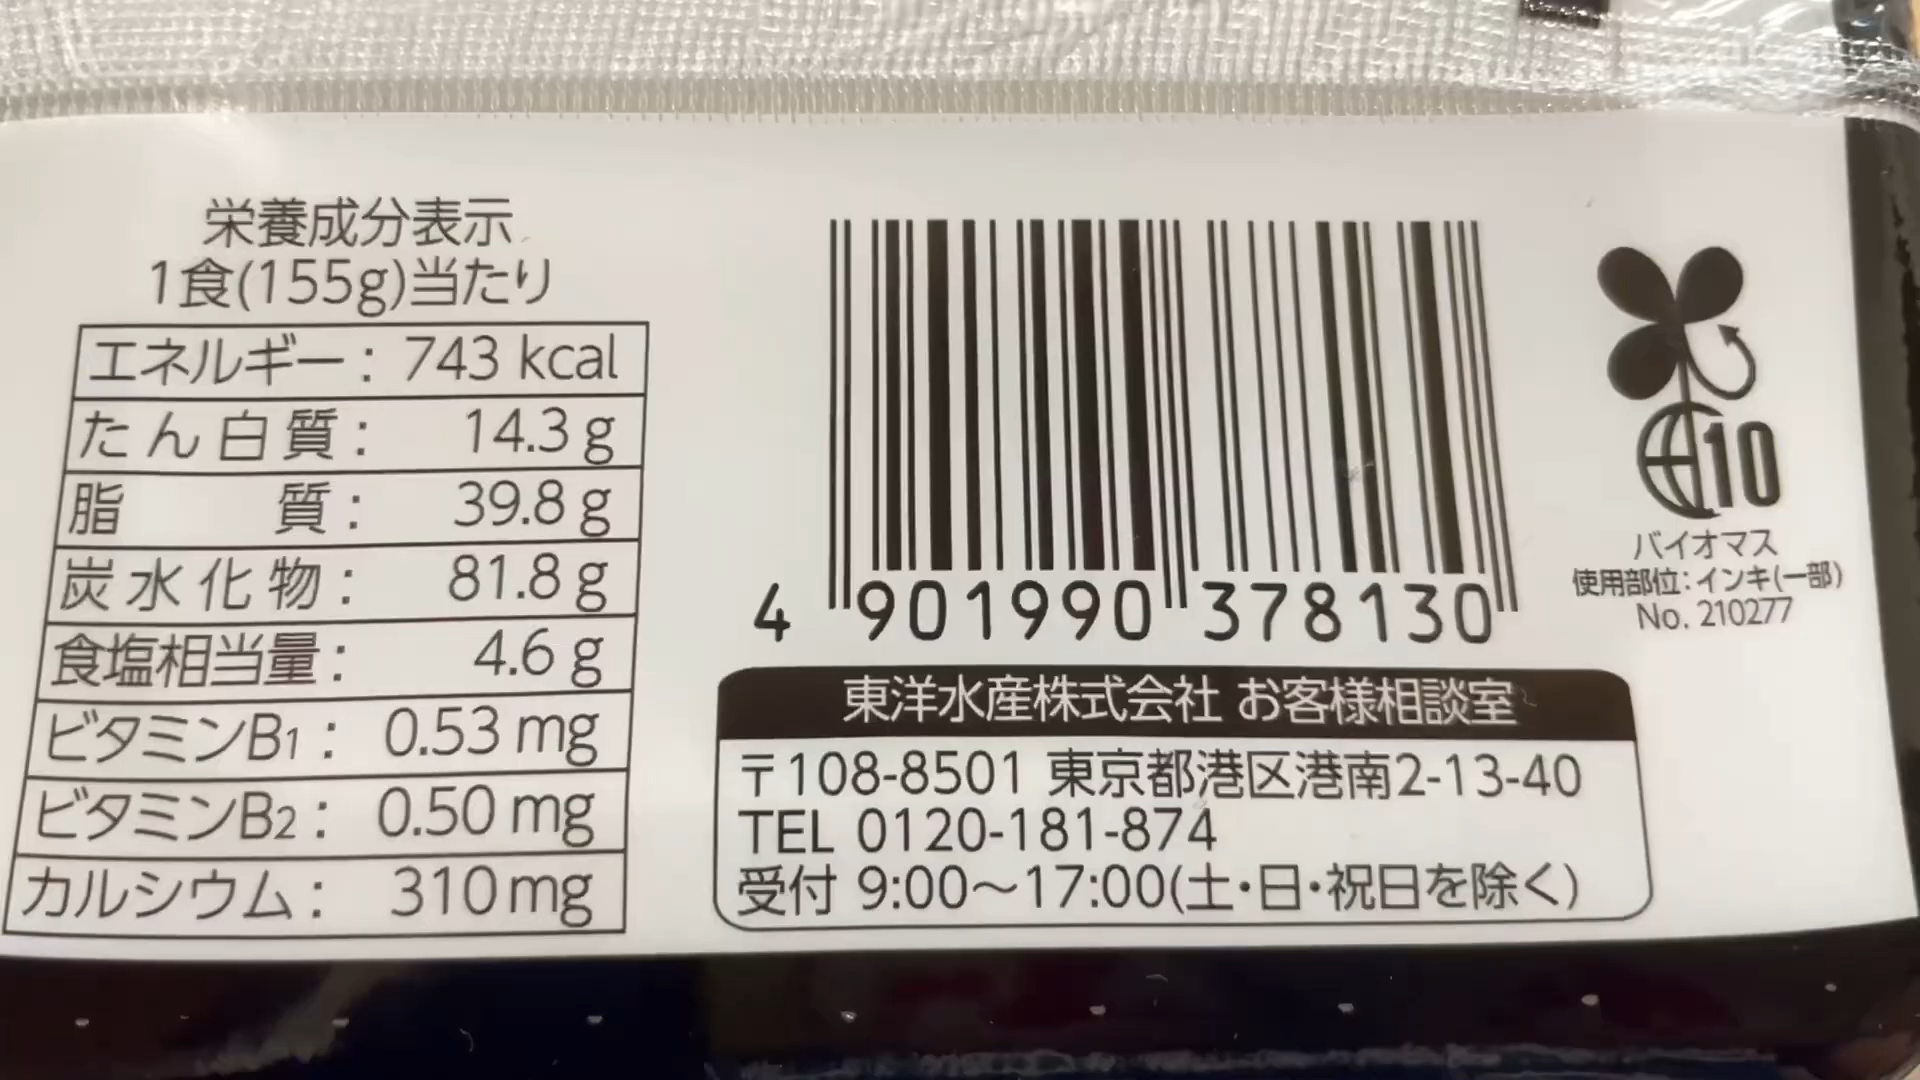 栄養成分表示
1食(155g)当たり
エネルギー: 743 kcal
たん白質: 14.3 g
脂質: 39.8 g
炭水化物: 81.8 g
食塩相当量: 4.6 g
ビタミンB1: 0.53 mg
ビタミンB2: 0.50 mg
カルシウム: 310 mg
4 901990 378130
東洋水産株式会社 お客様相談室
〒108-8501 東京都港区港南2-13-40
TEL 0120-181-874
受付 9:00〜17:00(土・日・祝日を除く)
10
バイオマス
使用部位:インキ(一部)
No. 210277